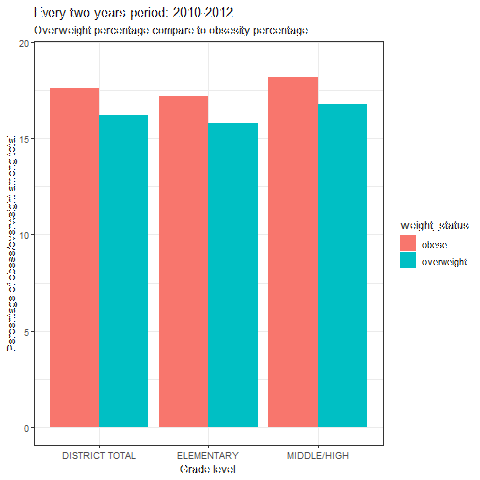 Every two years period: 2010-2012
Overweight percentage compare to obsesity percentage
Percentage of obese/overweight among total
20
15
10
5
0
DISTRICT TOTAL
ELEMENTARY
MIDDLE/HIGH
Grade level
weight_status
obese
overweight